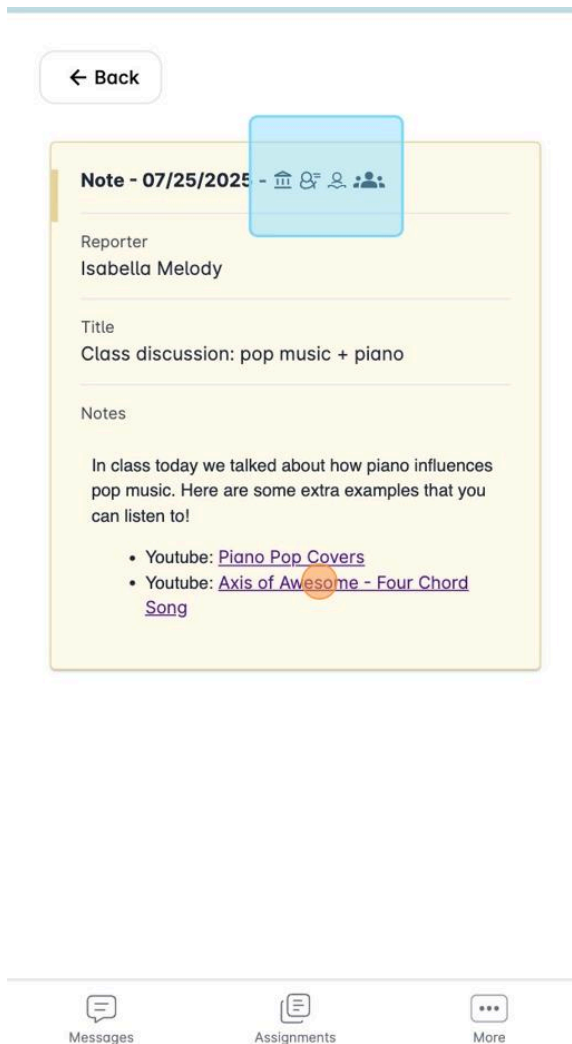 ← Back
Note - 07/25/2025 -
Reporter
Isabella Melody
Title
Class discussion: pop music + piano
Notes
In class today we talked about how piano influences
pop music. Here are some extra examples that you
can listen to!
• Youtube: Piano Pop Covers
• Youtube: Axis of Awesome - Four Chord
Song
Messages
Assignments
More